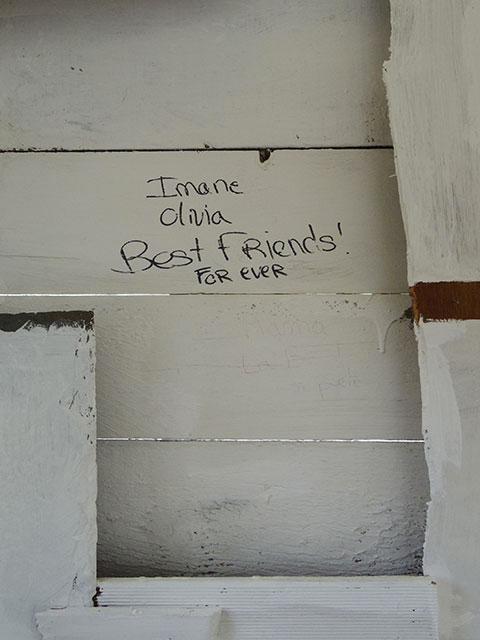 Imane
Olivia
Best Friends!
FOR EVER